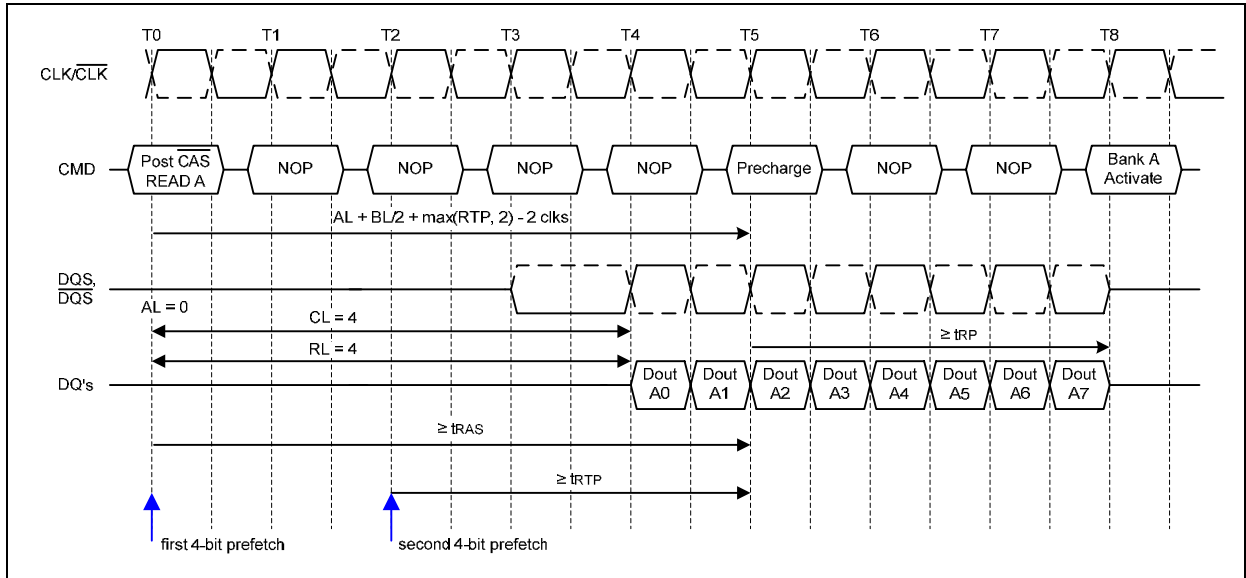 T0 T1 T2 T3 T4 T5 T6 T7 T8
CLK/CLK
CMD
Post CAS
READ A
NOP
NOP
NOP
NOP
Precharge
NOP
NOP
Bank A
Activate
AL + BL/2 + max(RTP, 2) - 2 clks
DQS,
DQS
AL = 0
CL = 4
≥ tRP
RL = 4
DQ's
Dout
A0
Dout
A1
Dout
A2
Dout
A3
Dout
A4
Dout
A5
Dout
A6
Dout
A7
≥ tRAS
≥ tRTP
first 4-bit prefetch
second 4-bit prefetch